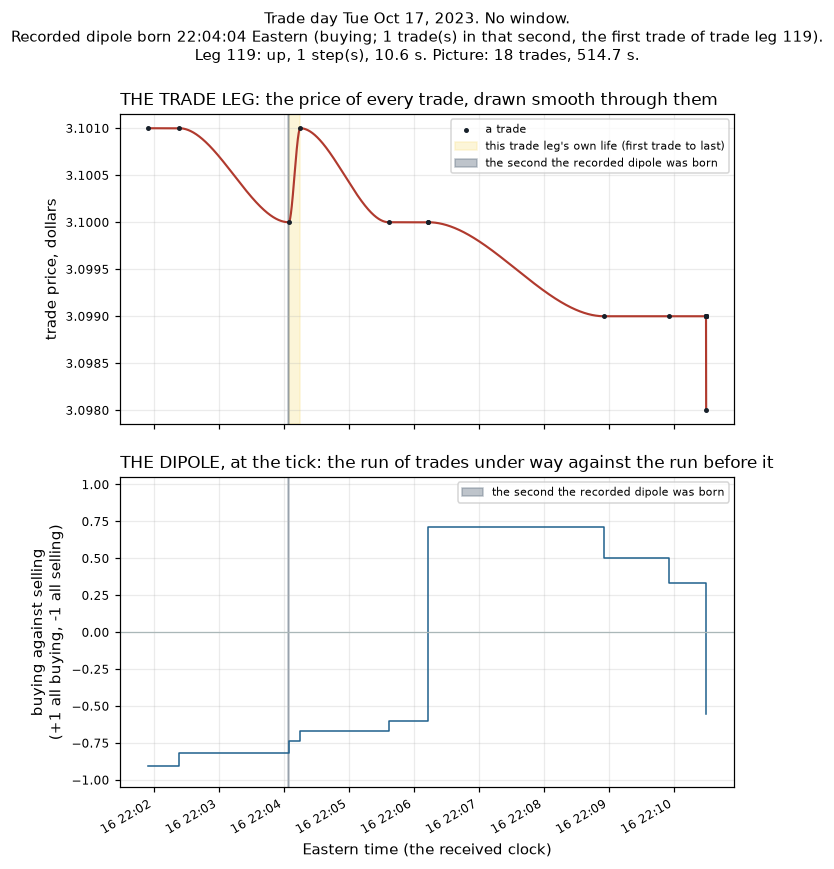 Trade day Tue Oct 17, 2023. No window.
Recorded dipole born 22:04:04 Eastern (buying; 1 trade(s) in that second, the first trade of trade leg 119).
Leg 119: up, 1 step(s), 10.6 s. Picture: 18 trades, 514.7 s.
THE TRADE LEG: the price of every trade, drawn smooth through them
a trade
this trade leg's own life (first trade to last)
the second the recorded dipole was born
trade price, dollars
3.1010
3.1005
3.1000
3.0995
3.0990
3.0985
3.0980
THE DIPOLE, at the tick: the run of trades under way against the run before it
the second the recorded dipole was born
buying against selling
(+1 all buying, -1 all selling)
1.00
0.75
0.50
0.25
0.00
−0.25
−0.50
−0.75
−1.00
16 22:02
16 22:03
16 22:04
16 22:05
16 22:06
16 22:07
16 22:08
16 22:09
16 22:10
Eastern time (the received clock)